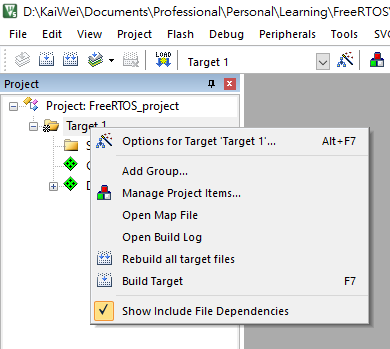 D:\KaiWei\Documents\Professional\Personal\Learning\FreeRTOS\
File Edit View Project Flash Debug Peripherals Tools
LOAD Target 1
Project
Project: FreeRTOS_project
Target 1
Options for Target 'Target 1'... Alt+F7
Add Group...
Manage Project Items...
Open Map File
Open Build Log
Rebuild all target files
Build Target F7
Show Include File Dependencies